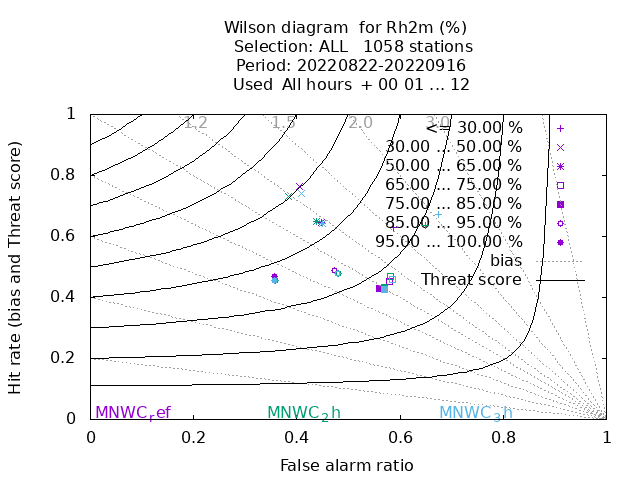 Wilson diagram for Rh2m (%)
Selection: ALL 1058 stations
Period: 20220822-20220916
Used All hours + 00 01 ... 12
Hit rate (bias and Threat score)
1
0.8
0.6
0.4
0.2
0
1.2 1.5 2.0 3.0
<= 30.00 %
30.00 ... 50.00 %
50.00 ... 65.00 %
65.00 ... 75.00 %
75.00 ... 85.00 %
85.00 ... 95.00 %
95.00 ... 100.00 %
bias
Threat score
MNWCref MNWC2h MNWC3h
0 0.2 0.4 0.6 0.8 1
False alarm ratio